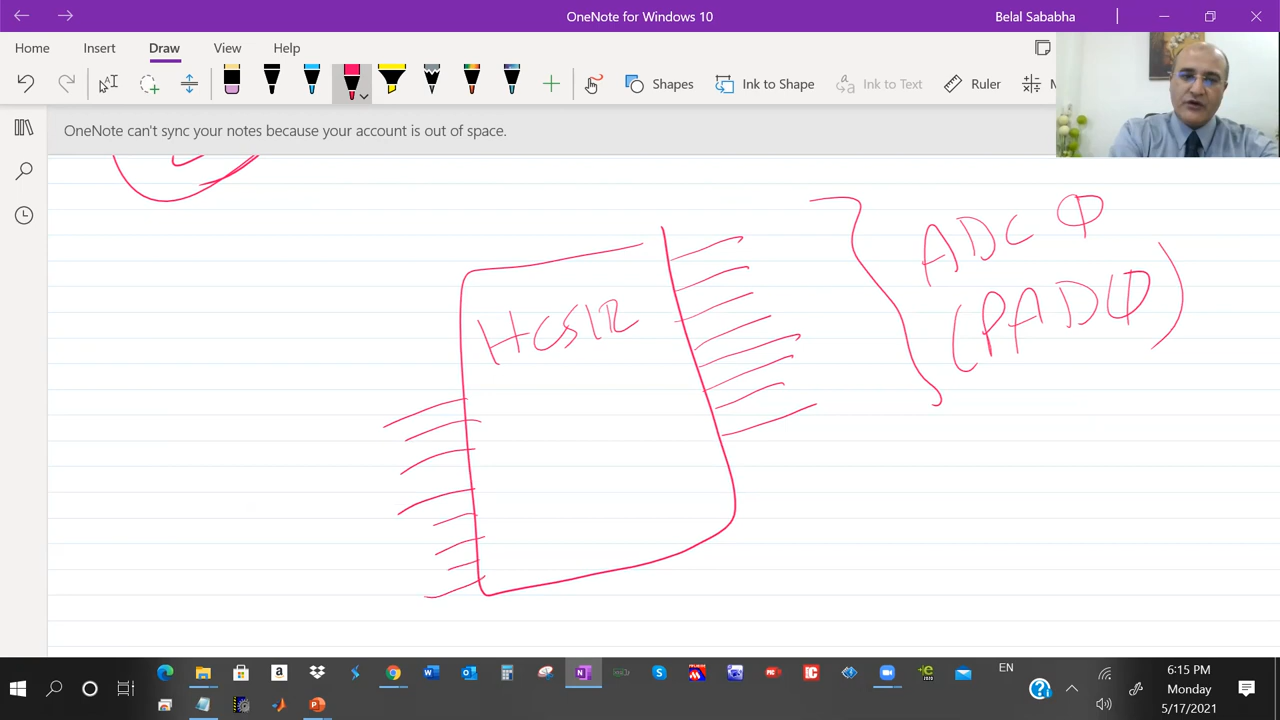 OneNote for Windows 10
Belal Sababha
Home Insert Draw View Help
Shapes Ink to Shape Ink to Text Ruler M
OneNote can't sync your notes because your account is out of space.
ADC Φ
(PADΦ)
HCS12
EN
6:15 PM
Monday
5/17/2021